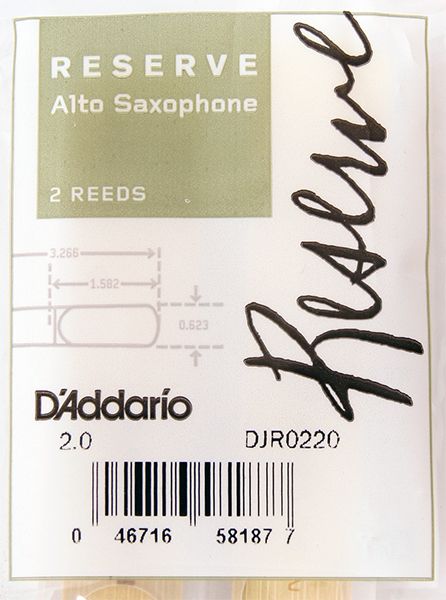 RESERVE
Alto Saxophone
2 REEDS
Reserve
3.266
1.582
0.623
D'Addario
2.0 DJR0220
0 46716 58187 7